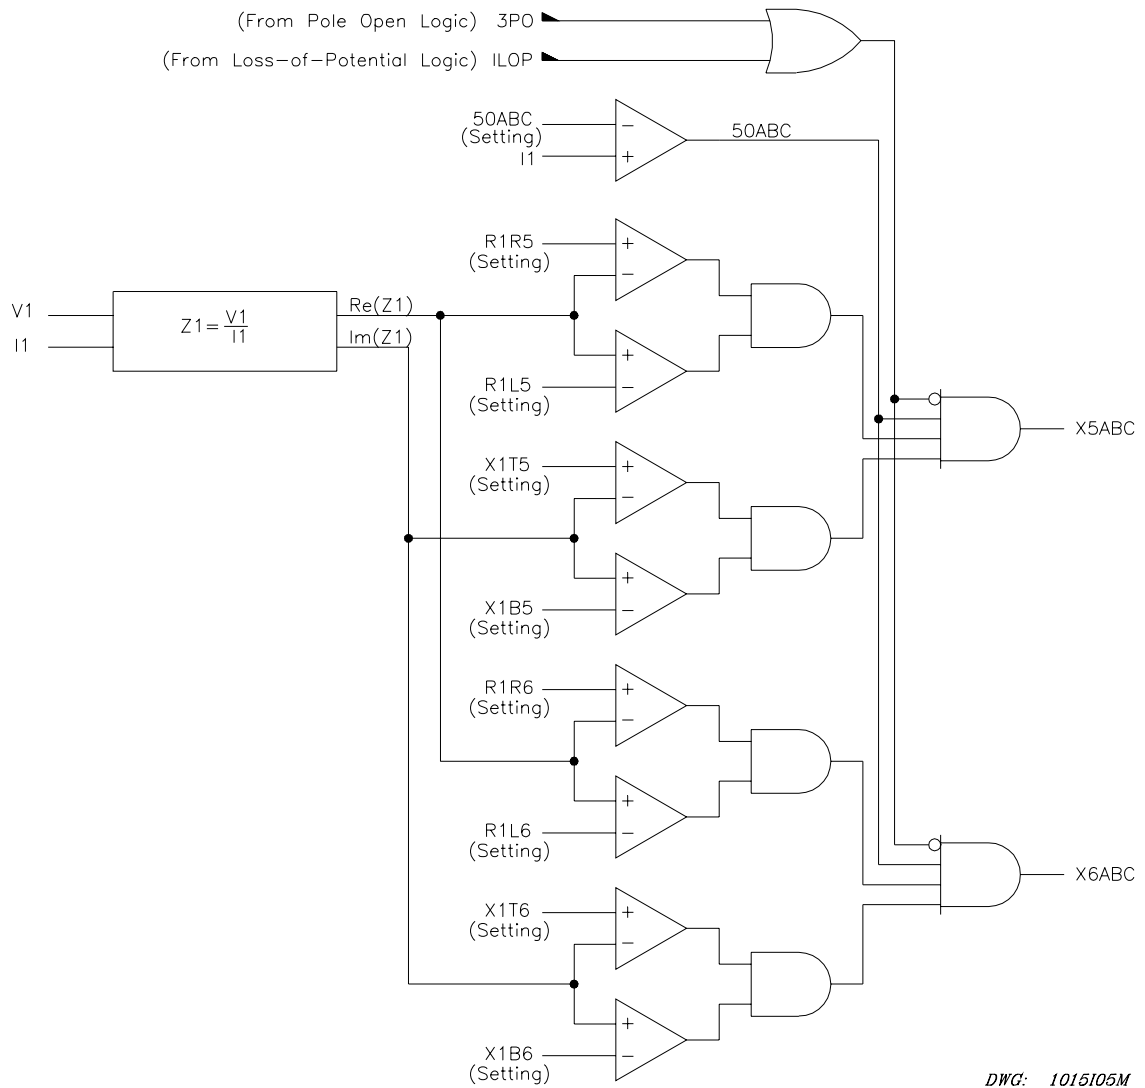 (From Pole Open Logic) 3PO
(From Loss-of-Potential Logic) ILOP
50ABC
(Setting)
I1
50ABC
+
R1R5
(Setting)
+
−
V1
I1
Z1=V1/I1
Re(Z1)
Im(Z1)
+
−
R1L5
(Setting)
X5ABC
X1T5
(Setting)
+
−
+
−
X1B5
(Setting)
R1R6
(Setting)
+
−
+
−
R1L6
(Setting)
X6ABC
X1T6
(Setting)
+
−
+
−
X1B6
(Setting)
DWG: 1015I05M